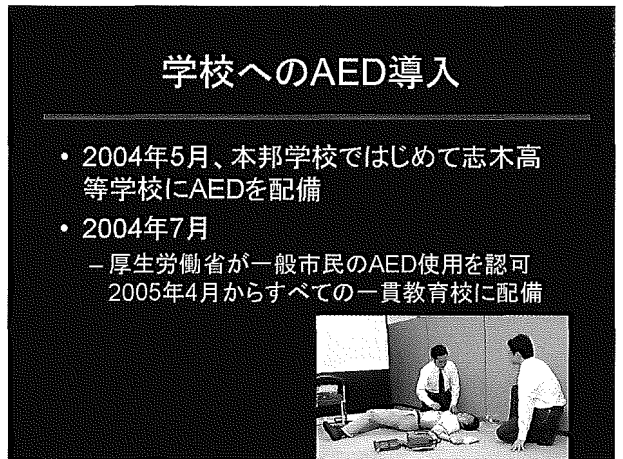 学校へのAED導入
• 2004年5月、本邦学校ではじめて志木高
等学校にAEDを配備
• 2004年7月
– 厚生労働省が一般市民のAED使用を認可
2005年4月からすべての一貫教育校に配備